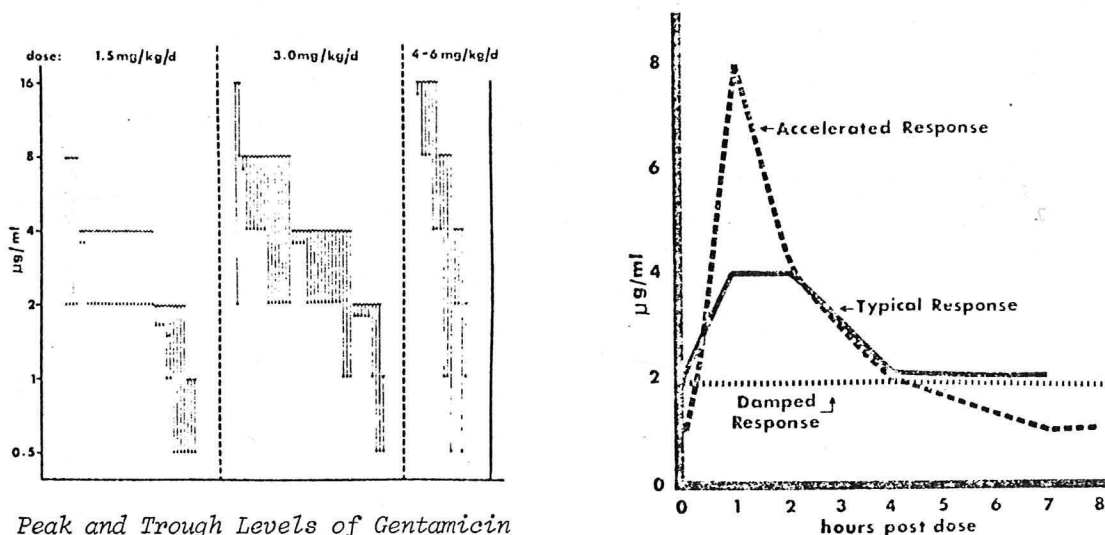 dose: 1.5mg/kg/d 3.0mg/kg/d 4-6mg/kg/d
16
8
4
2
1
0.5
µg/ml
Peak and Trough Levels of Gentamicin
8
6
4
2
0
µg/ml
←Accelerated Response
→Typical Response
Damped
Response
0 1 2 3 4 5 6 7 8
hours post dose